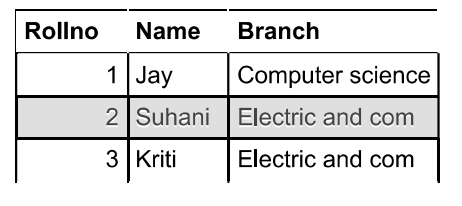 Rollno Name Branch
1 Jay Computer science
2 Suhani Electric and com
3 Kriti Electric and com